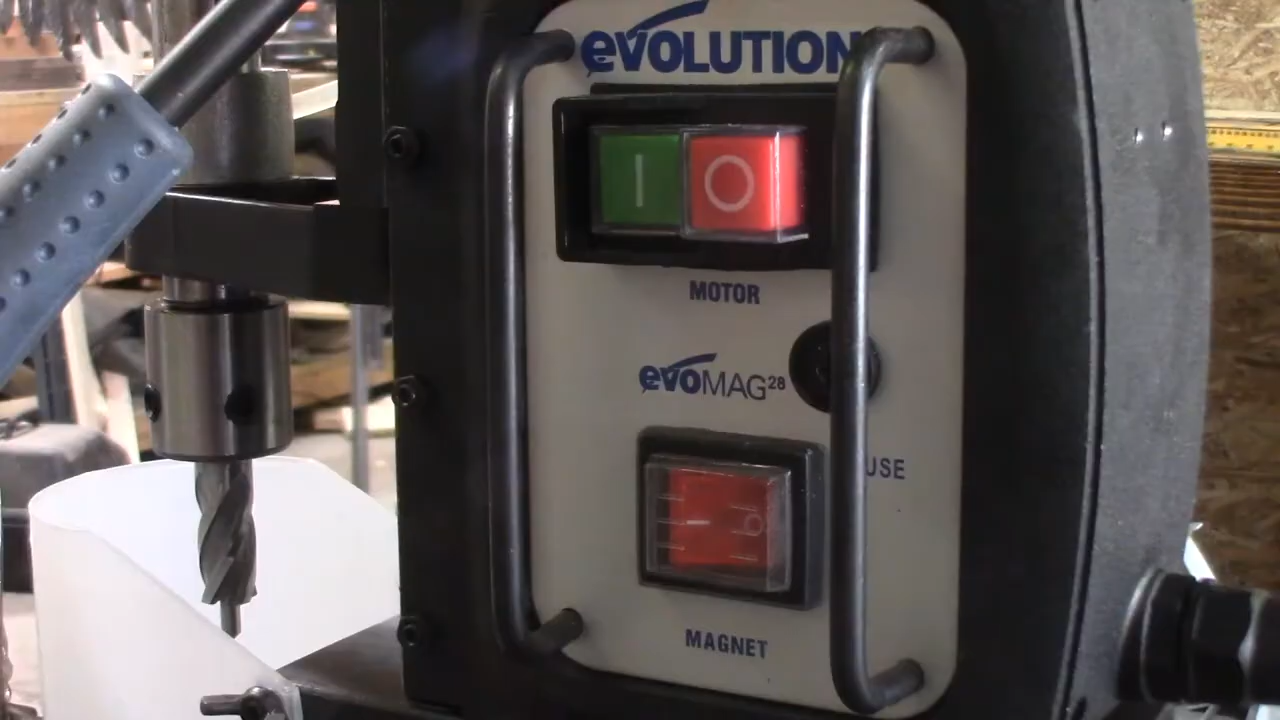 evOLUTION
I O
MOTOR
evoMAG28
USE
- O
MAGNET